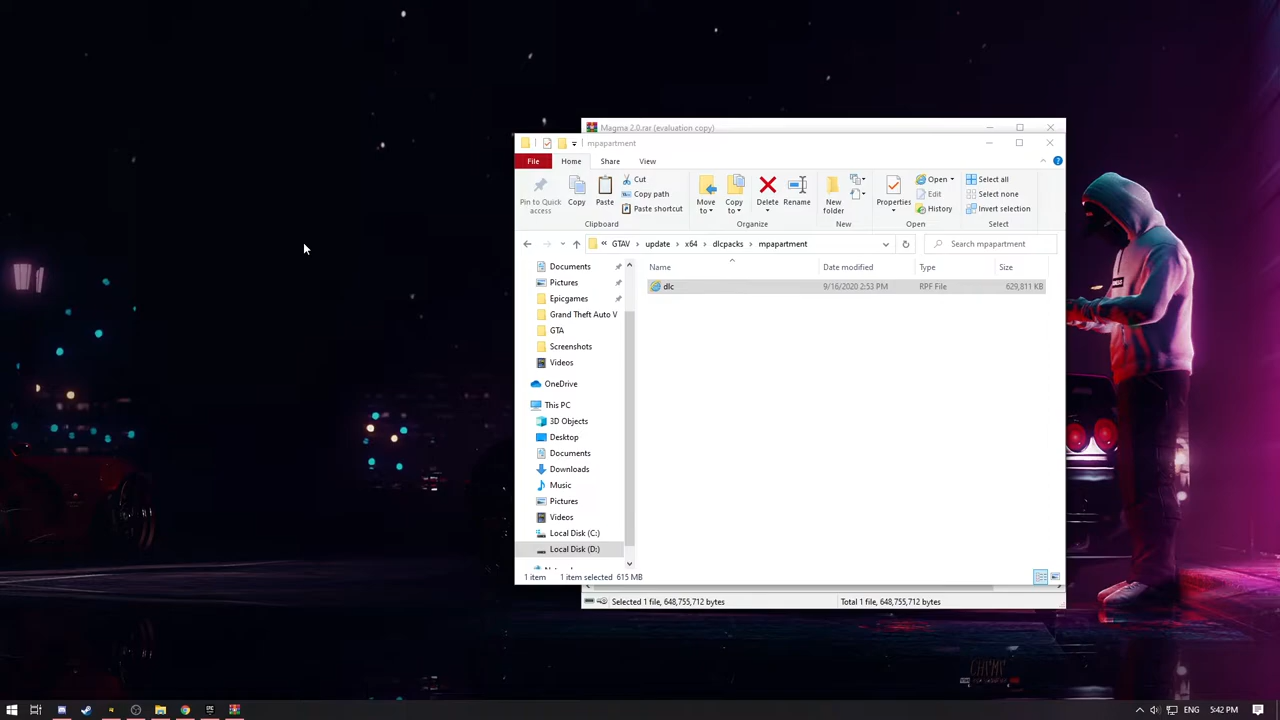 Magma 2.0.rar (evaluation copy)
mpapartment
File Home Share View
Pin to Quick access
Copy
Paste
Cut
Copy path
Paste shortcut
Move to
Copy to
Delete
Rename
New folder
Properties
Open
Edit
History
Select all
Select none
Invert selection
Clipboard Organize New Open Select
« GTAV › update › x64 › dlcpacks › mpapartment
Search mpapartment
Name Date modified Type Size
dlc 9/16/2020 2:53 PM RPF File 629,811 KB
Documents
Pictures
Epicgames
Grand Theft Auto V
GTA
Screenshots
Videos
OneDrive
This PC
3D Objects
Desktop
Documents
Downloads
Music
Pictures
Videos
Local Disk (C:)
Local Disk (D:)
1 item 1 item selected 615 MB
Selected 1 file, 648,755,712 bytes
Total 1 file, 648,755,712 bytes
ENG 5:42 PM